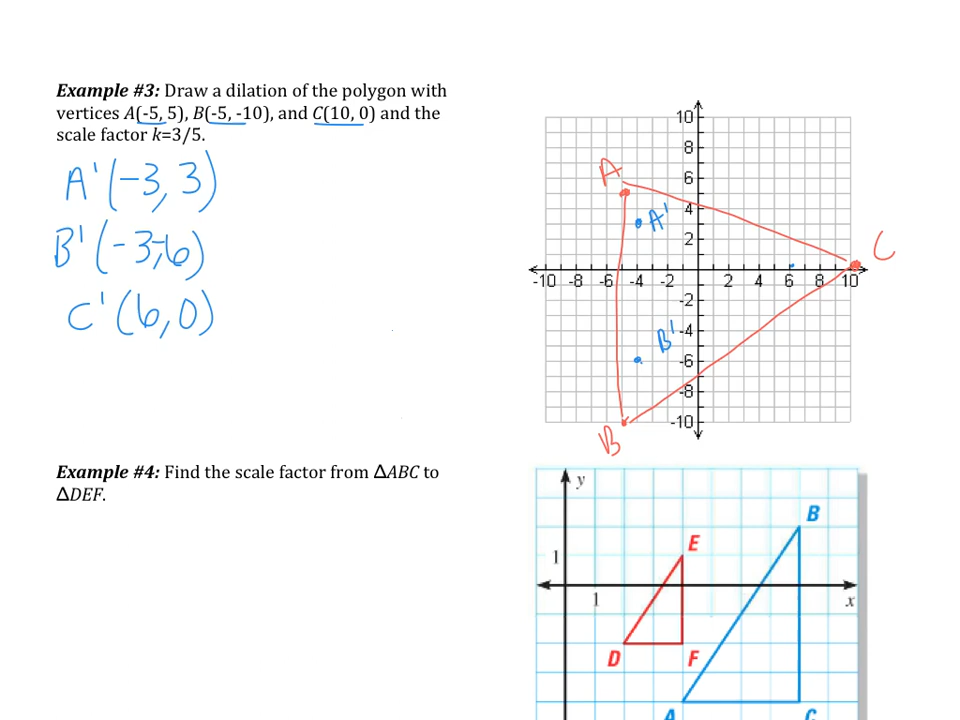 Example #3: Draw a dilation of the polygon with
vertices A(-5, 5), B(-5, -10), and C(10, 0) and the
scale factor k=3/5.
A'(-3, 3)
B'(-3,-6)
C'(6,0)
10
8
6
4
2
-10 -8 -6 -4 -2 2 4 6 8 10
-2
-4
-6
-8
-10
A
A'
C
B'
B
Example #4: Find the scale factor from ΔABC to
ΔDEF.
y
B
E
1
1
x
D
F
A
C